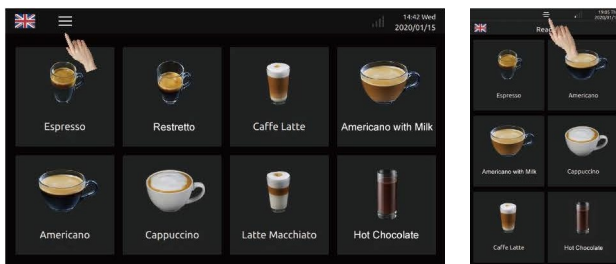 14:42 Wed
2020/01/15
Espresso
Restretto
Caffe Latte
Americano with Milk
Americano
Cappuccino
Latte Macchiato
Hot Chocolate
Espresso
Americano
Americano with Milk
Cappuccino
Caffe Latte
Hot Chocolate